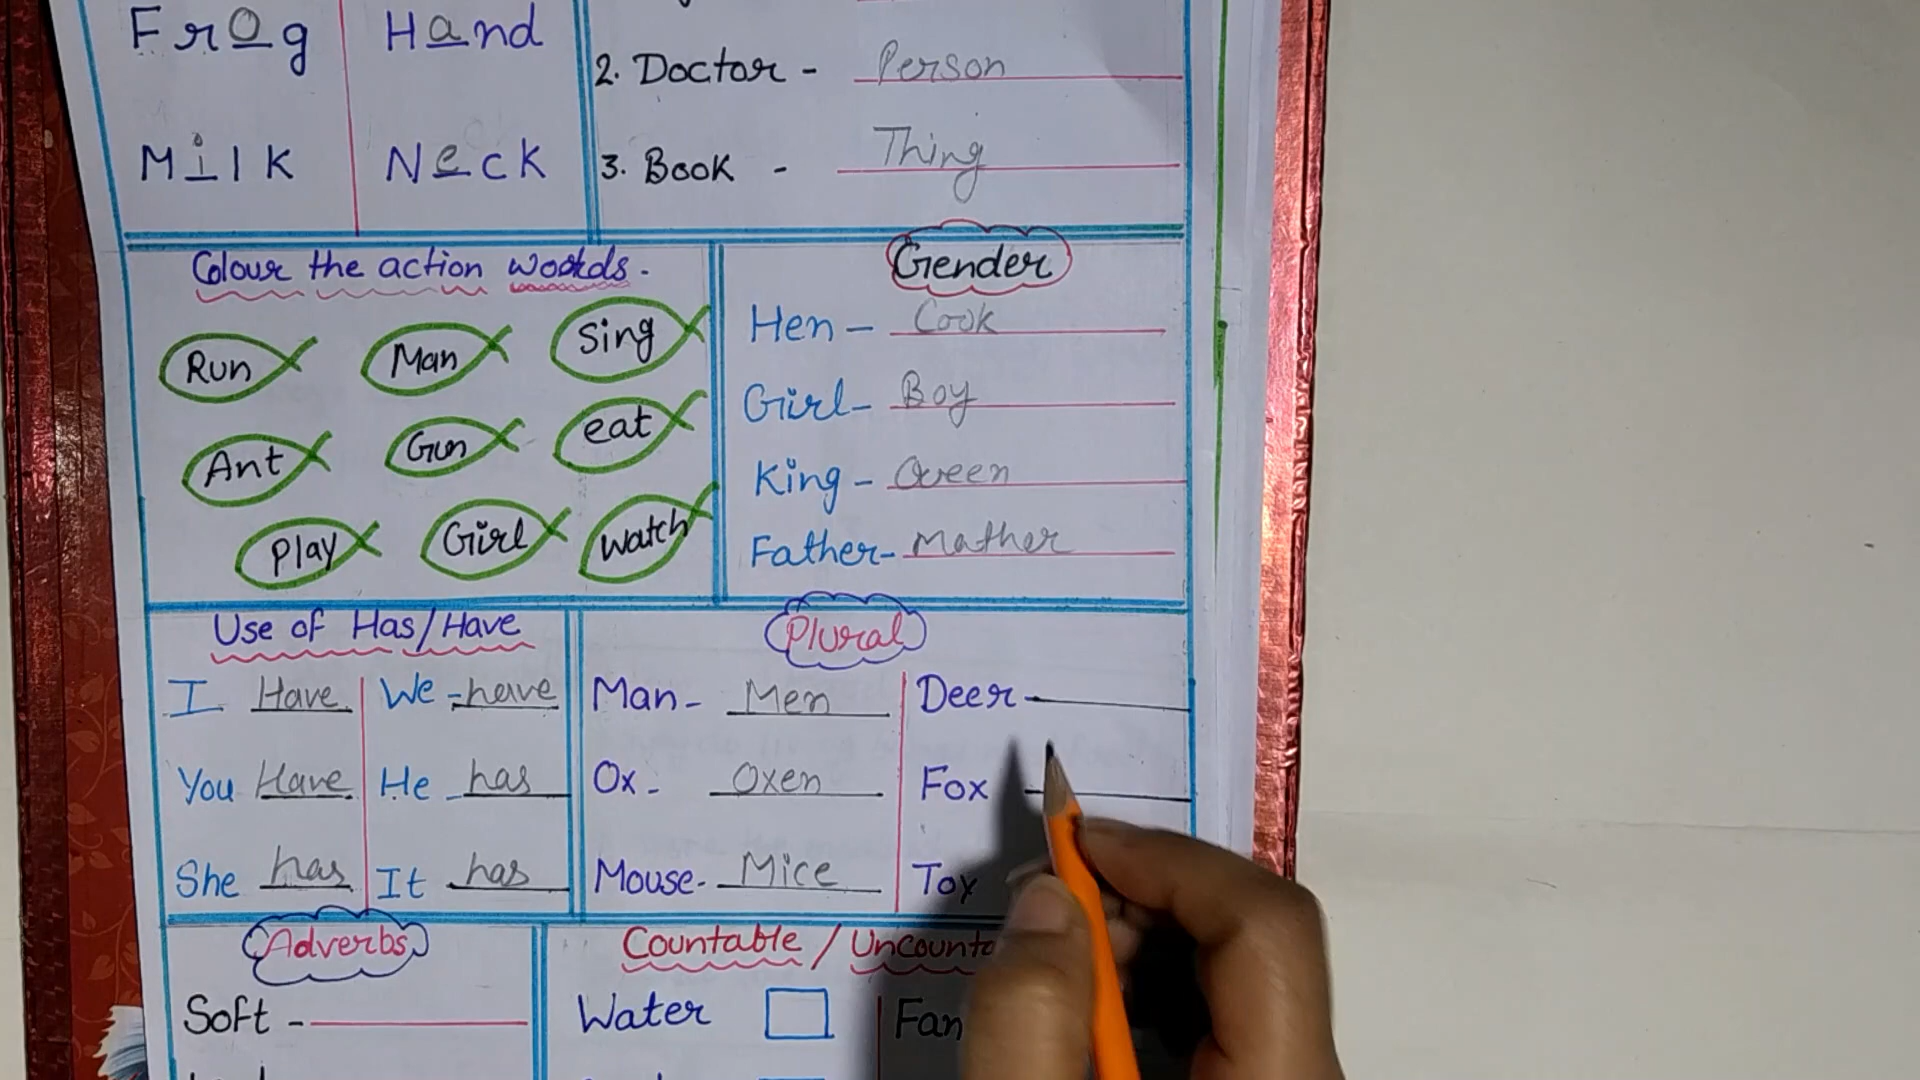 Frog Hand
2. Doctor - Person
Milk Neck
3. Book - Thing
Colour the action words.
Gender
Run Man Sing
Hen - Cook
Ant Gun eat
Girl - Boy
King - Queen
Play Girl Watch
Father - Mather
Use of Has/Have
Plural
I Have We - have
Man - Men Deer -
You Have He - has
Ox - Oxen Fox
She has It has
Mouse - Mice Toy
Adverbs
Countable /
Soft -
Water Fan